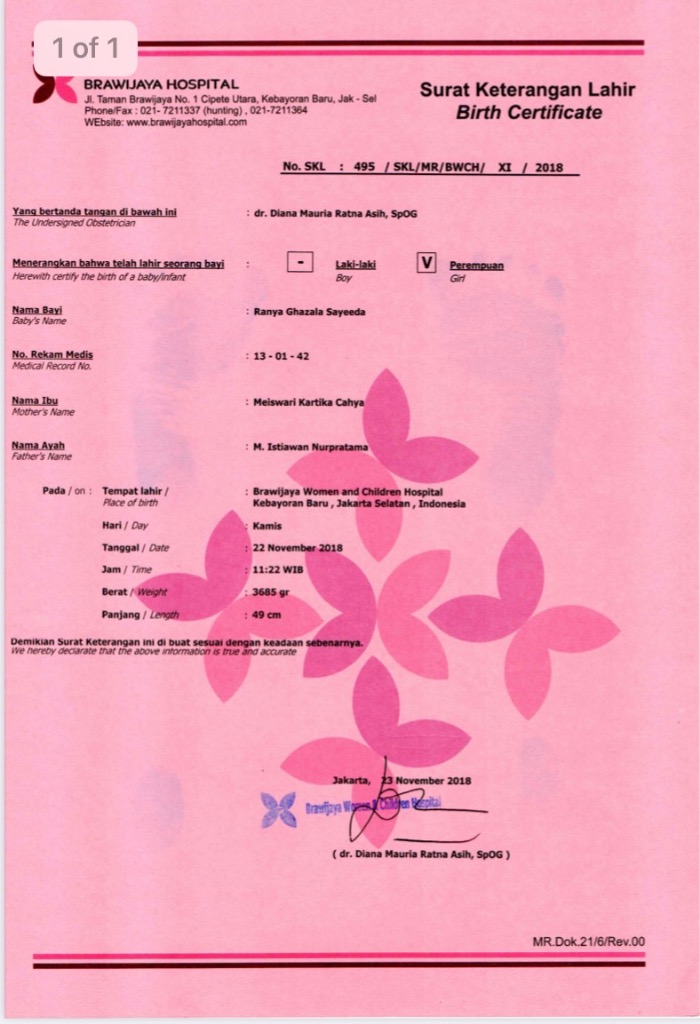 1 of 1
BRAWIJAYA HOSPITAL
Jl. Taman Brawijaya No. 1 Cipete Utara, Kebayoran Baru, Jak - Sel
Phone/Fax : 021- 7211337 (hunting) , 021-7211364
WEbsite: www.brawijayahospital.com
Surat Keterangan Lahir
Birth Certificate
No. SKL : 495 / SKL/MR/BWCH/ XI / 2018
Yang bertanda tangan di bawah ini : dr. Diana Mauria Ratna Asih, SpOG
The Undersigned Obstetrician
Menerangkan bahwa telah lahir seorang bayi : - Laki-laki V Perempuan
Herewith certify the birth of a baby/infant Boy Girl
Nama Bayi : Ranya Ghazala Sayeeda
Baby's Name
No. Rekam Medis : 13 - 01 - 42
Medical Record No.
Nama Ibu : Meiswari Kartika Cahya
Mother's Name
Nama Ayah : M. Istiawan Nurpratama
Father's Name
Pada / on : Tempat lahir / : Brawijaya Women and Children Hospital
Place of birth Kebayoran Baru , Jakarta Selatan , Indonesia
Hari / Day : Kamis
Tanggal / Date : 22 November 2018
Jam / Time : 11:22 WIB
Berat / Weight : 3685 gr
Panjang / Length : 49 cm
Demikian Surat Keterangan ini di buat sesuai dengan keadaan sebenarnya.
We hereby declarate that the above information is true and accurate
Jakarta, 23 November 2018
Brawijaya Women & Children Hospital
( dr. Diana Mauria Ratna Asih, SpOG )
MR.Dok.21/6/Rev.00